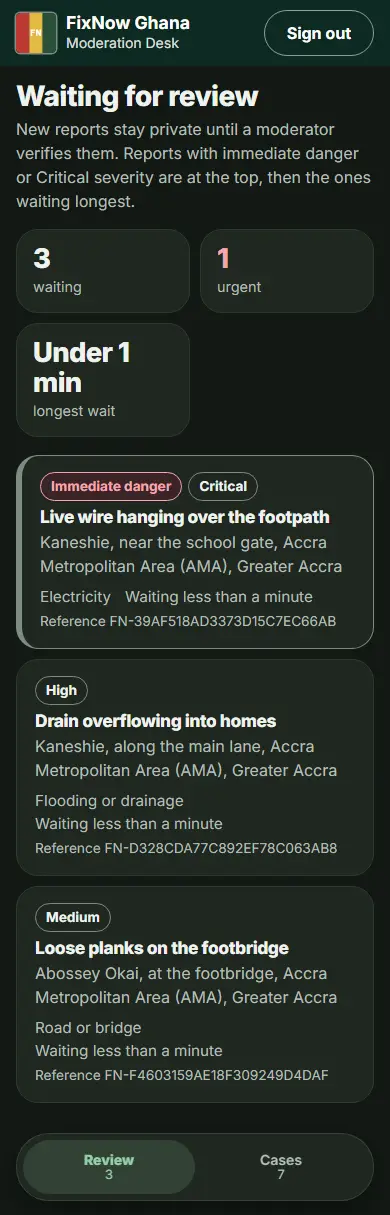 FN
FixNow Ghana
Moderation Desk
Sign out
Waiting for review
New reports stay private until a moderator
verifies them. Reports with immediate danger
or Critical severity are at the top, then the ones
waiting longest.
3
waiting
1
urgent
Under 1
min
longest wait
Immediate danger
Critical
Live wire hanging over the footpath
Kaneshie, near the school gate, Accra
Metropolitan Area (AMA), Greater Accra
Electricity Waiting less than a minute
Reference FN-39AF518AD3373D15C7EC66AB
High
Drain overflowing into homes
Kaneshie, along the main lane, Accra
Metropolitan Area (AMA), Greater Accra
Flooding or drainage
Waiting less than a minute
Reference FN-D328CDA77C892EF78C063AB8
Medium
Loose planks on the footbridge
Abossey Okai, at the footbridge, Accra
Metropolitan Area (AMA), Greater Accra
Road or bridge
Waiting less than a minute
Reference FN-F4603159AE18F309249D4DAF
Review
3
Cases
7